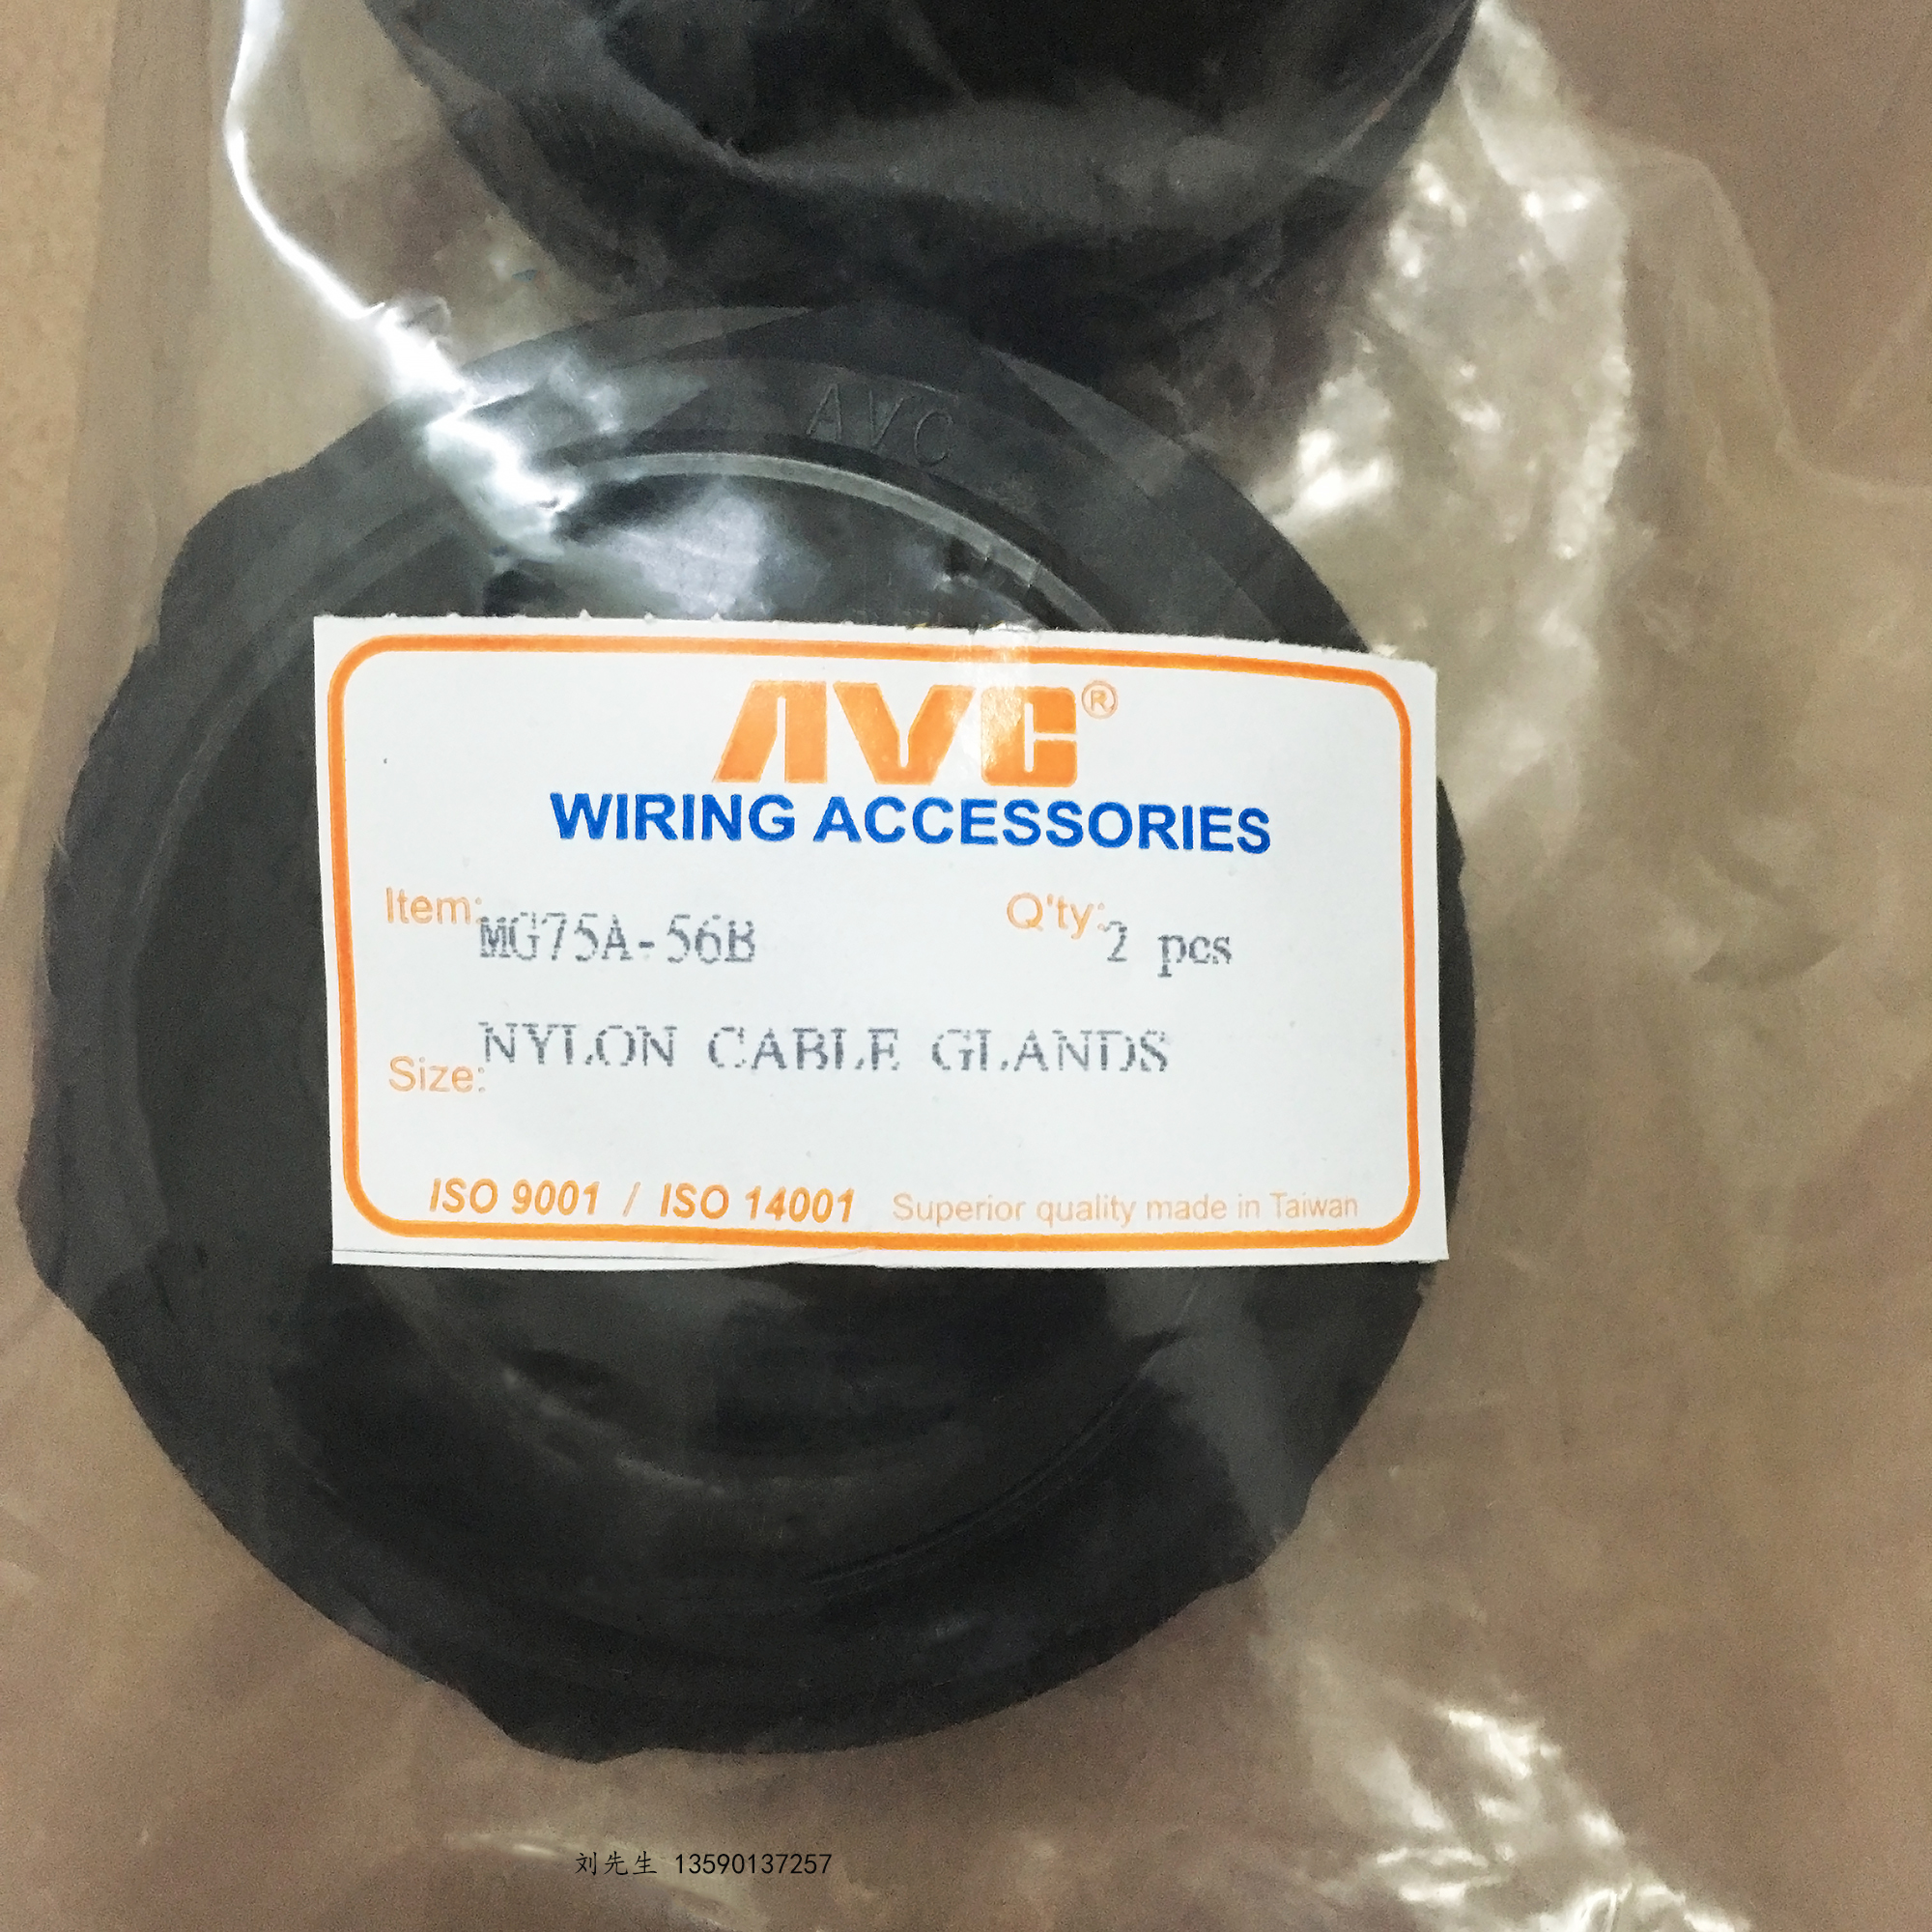 AVC
AVC®
WIRING ACCESSORIES
Item: MG75A-56B Q'ty: 2 pcs
Size: NYLON CABLE GLANDS
ISO 9001 / ISO 14001 Superior quality made in Taiwan
刘先生 13590137257